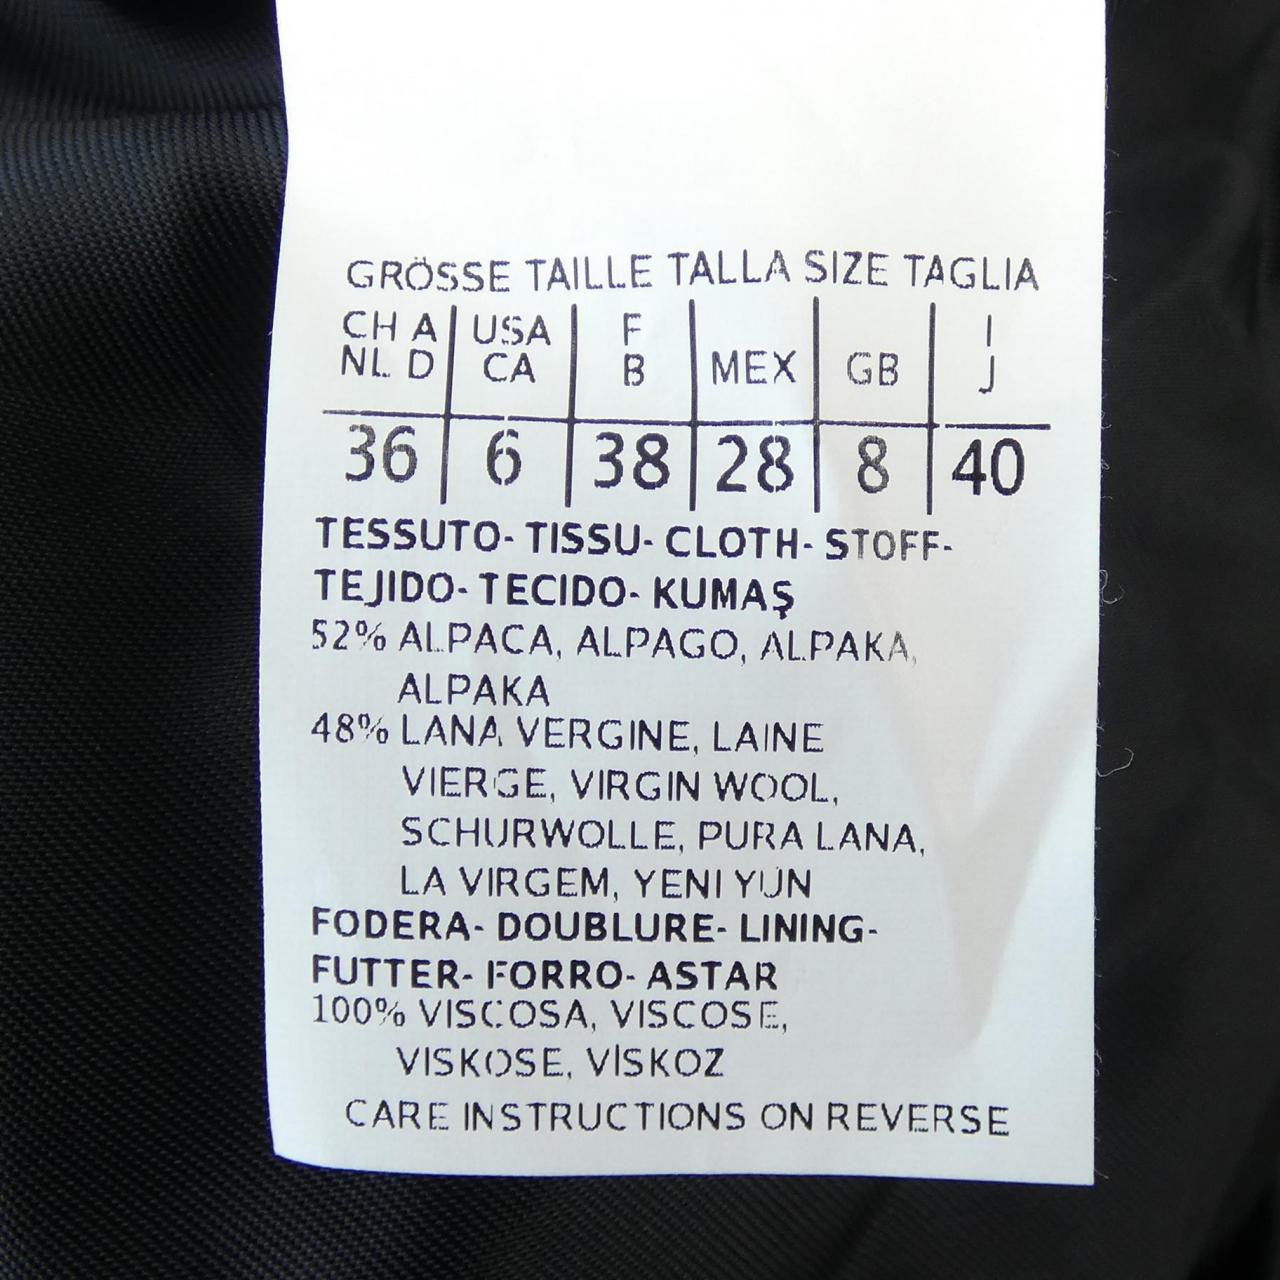 GRÖSSE TAILLE TALLA SIZE TAGLIA
CH A USA F I
NL D CA B MEX GB J
36 6 38 28 8 40
TESSUTO- TISSU- CLOTH- STOFF-
TEJIDO- TECIDO- KUMAŞ
52% ALPACA, ALPAGO, ALPAKA,
ALPAKA
48% LANA VERGINE, LAINE
VIERGE, VIRGIN WOOL,
SCHURWOLLE, PURA LANA,
LA VIRGEM, YENI YÜN
FODERA- DOUBLURE- LINING-
FUTTER- FORRO- ASTAR
100% VISCOSA, VISCOSE,
VISKOSE, VİSKOZ
CARE INSTRUCTIONS ON REVERSE